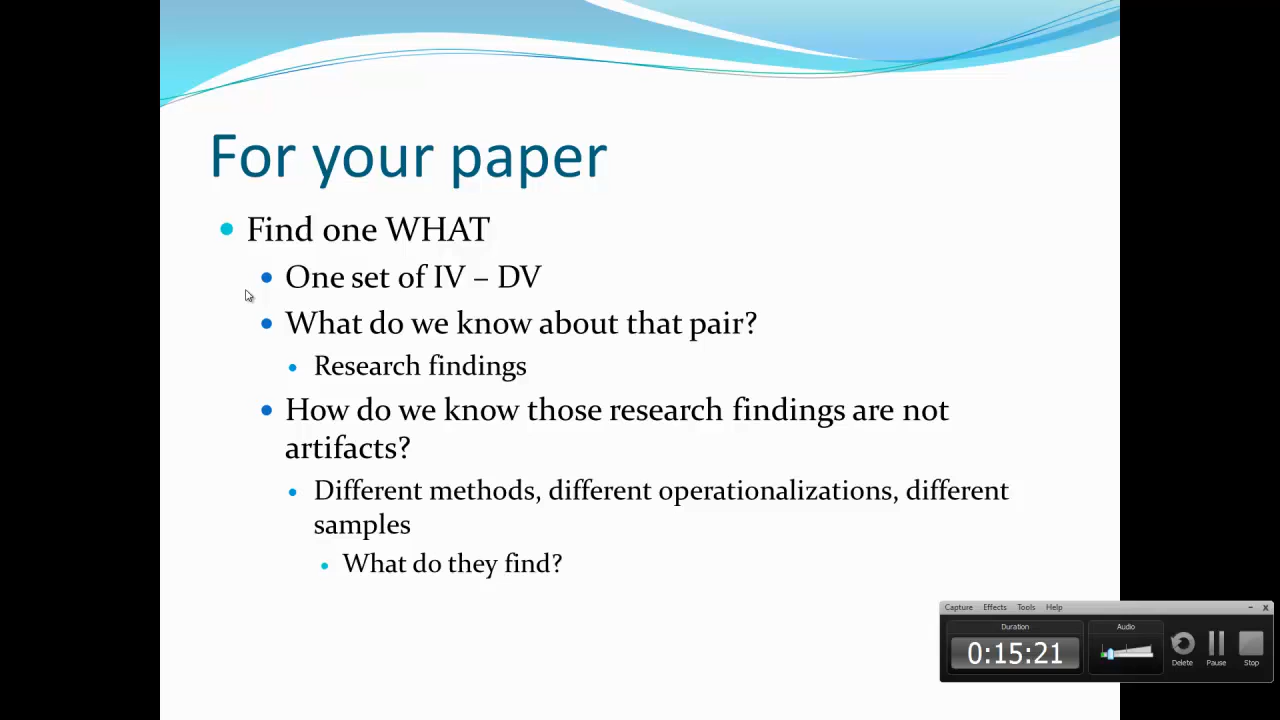 For your paper
Find one WHAT
One set of IV – DV
What do we know about that pair?
Research findings
How do we know those research findings are not
artifacts?
Different methods, different operationalizations, different
samples
What do they find?
Capture Effects Tools Help
Duration
Audio
0:15:21
Delete Pause Stop